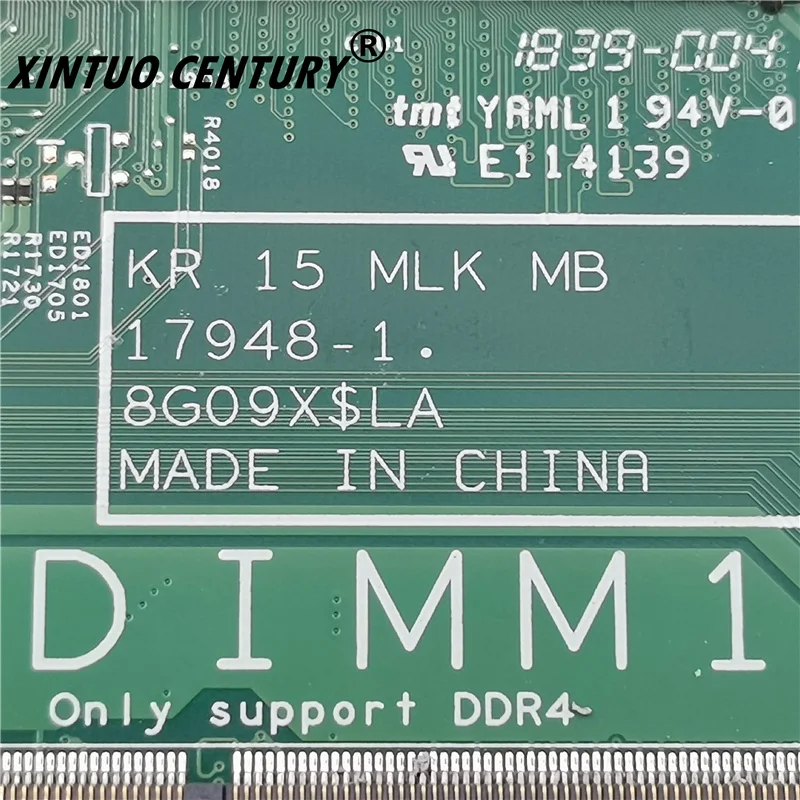 XINTUO CENTURY®
1839-004
tmt YAML 1 94V-0
E114139
R4018
ED1801
ED1705
R1730
R1721
KR 15 MLK MB
17948-1.
8G09X$LA
MADE IN CHINA
DIMM1
Only support DDR4